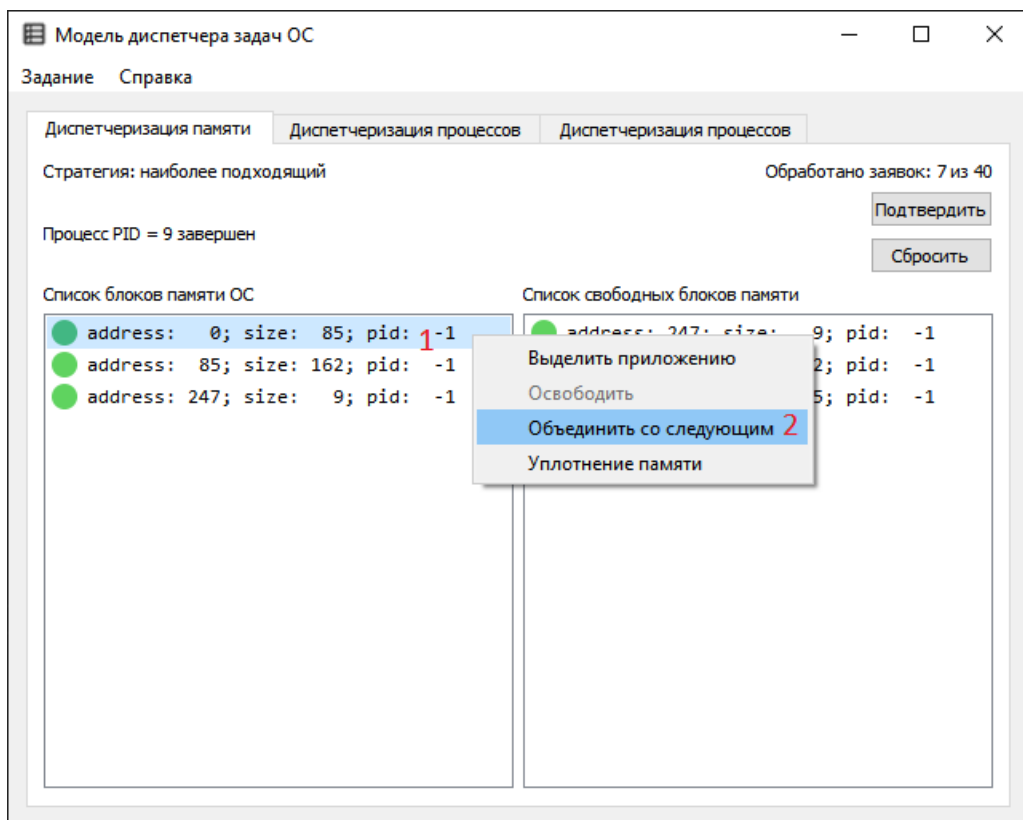 Модель диспетчера задач ОС
Задание Справка
Диспетчеризация памяти Диспетчеризация процессов Диспетчеризация процессов
Стратегия: наиболее подходящий Обработано заявок: 7 из 40
Подтвердить
Процесс PID = 9 завершен
Сбросить
Список блоков памяти ОС Список свободных блоков памяти
address: 0; size: 85; pid: -1 1 address: 247; size: 9; pid: -1
address: 85; size: 162; pid: -1 2; pid: -1
address: 247; size: 9; pid: -1 5; pid: -1
Выделить приложению
Освободить
Объединить со следующим 2
Уплотнение памяти